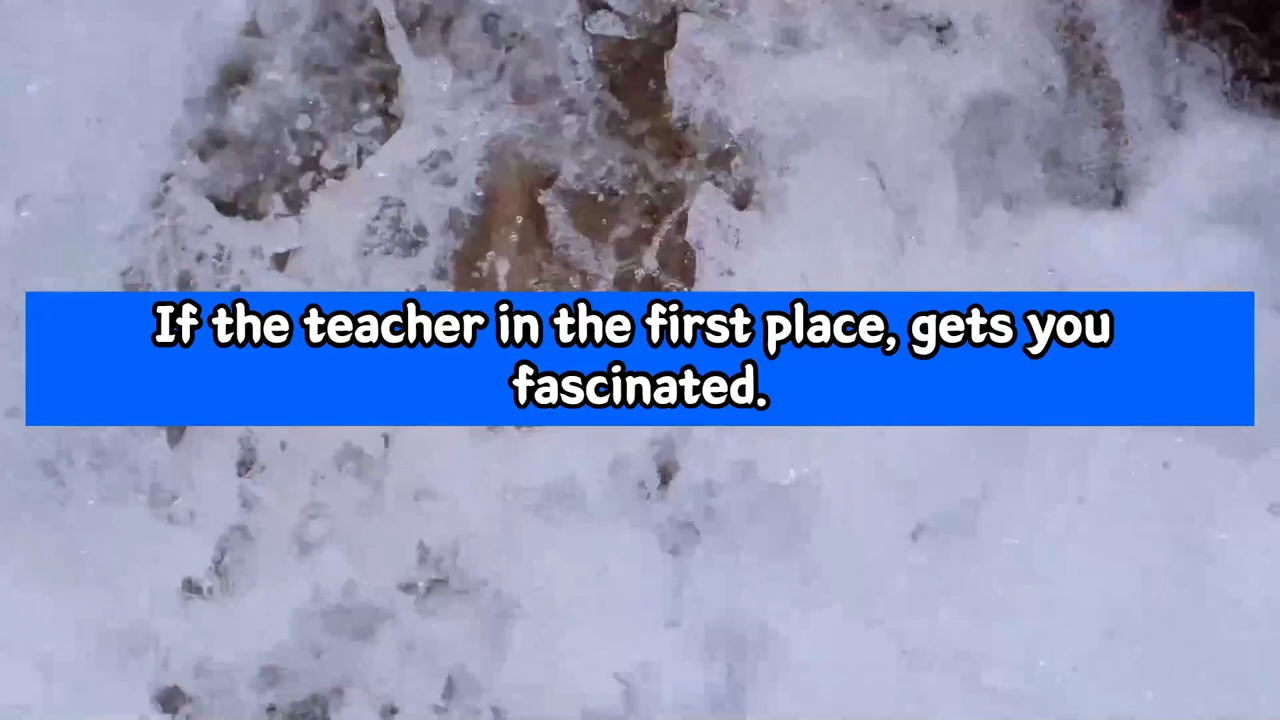 If the teacher in the first place, gets you
fascinated.